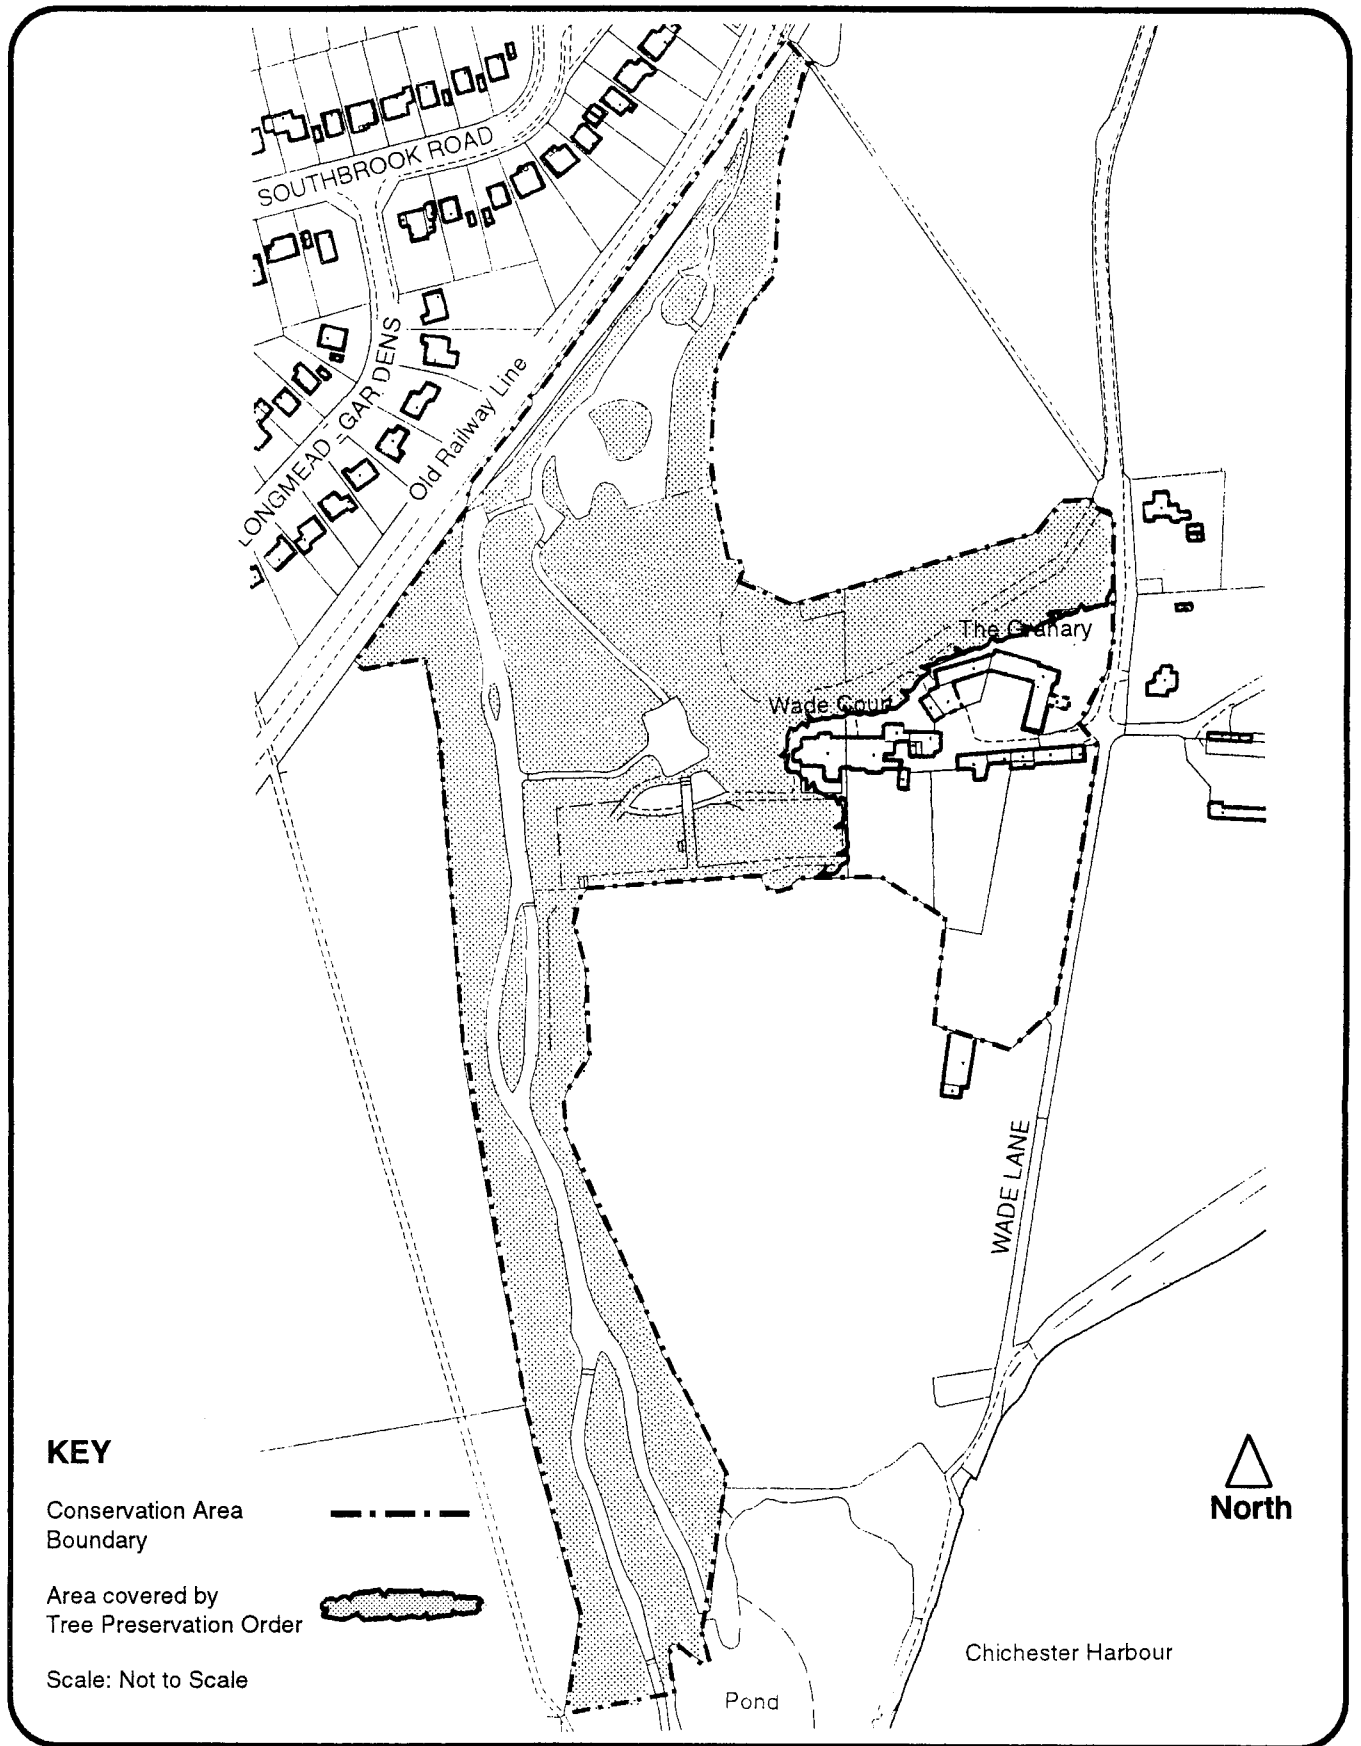 SOUTHBROOK ROAD
LONGMEAD GARDENS
Old Railway Line
The Granary
Wade Court
WADE LANE
KEY
Conservation Area
Boundary
Area covered by
Tree Preservation Order
Scale: Not to Scale
North
Chichester Harbour
Pond